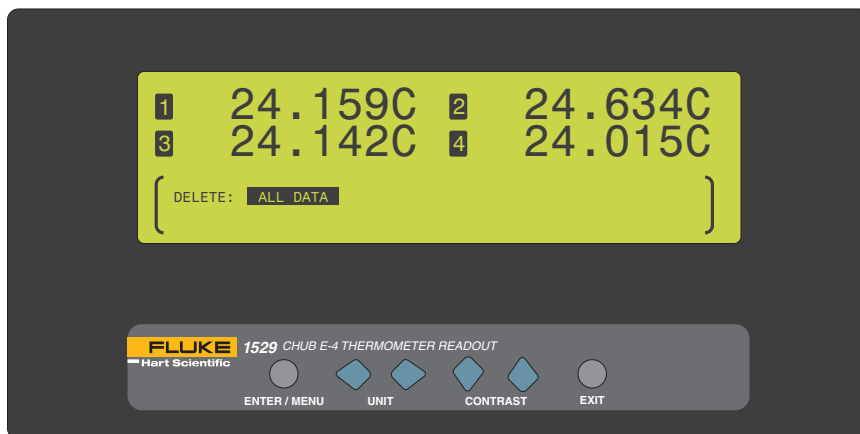 1 24.159C 2 24.634C
3 24.142C 4 24.015C
DELETE: ALL DATA
FLUKE 1529 CHUB E-4 THERMOMETER READOUT
Hart Scientific
ENTER / MENU UNIT CONTRAST EXIT